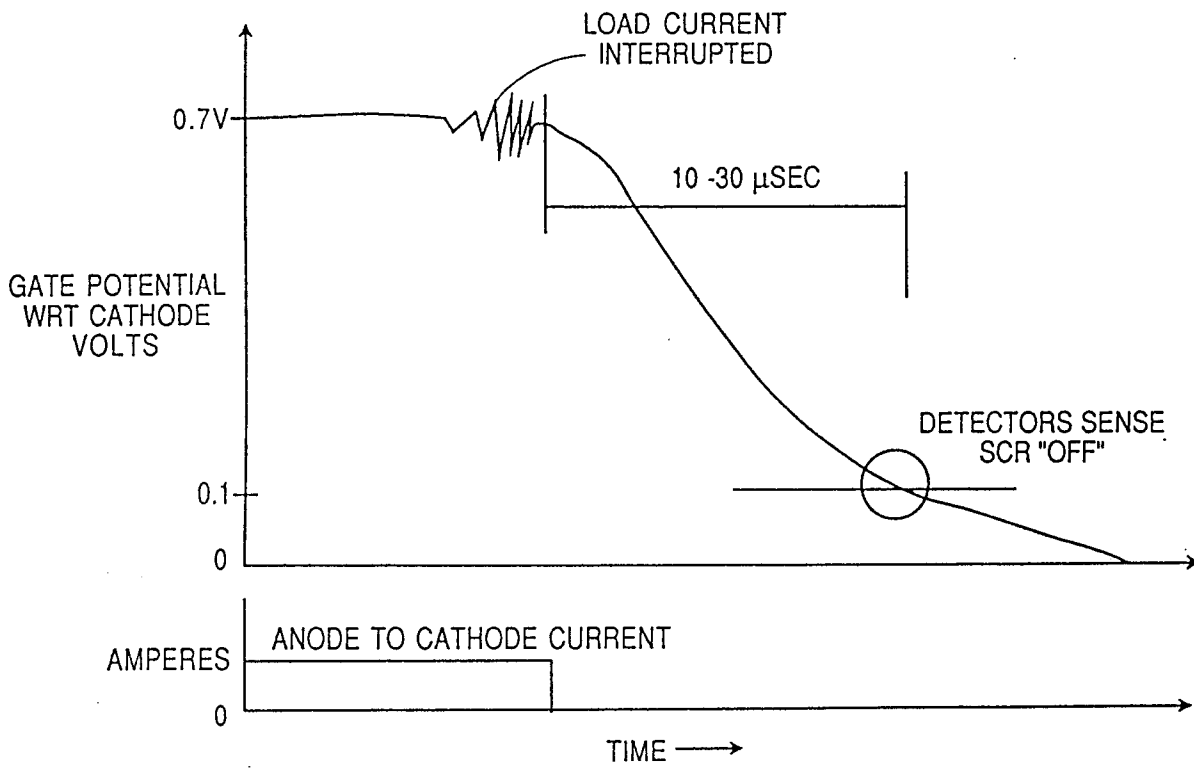 LOAD CURRENT
INTERRUPTED
0.7V
10 -30 μSEC
GATE POTENTIAL
WRT CATHODE
VOLTS
DETECTORS SENSE
SCR "OFF"
0.1
0
ANODE TO CATHODE CURRENT
AMPERES
0
TIME